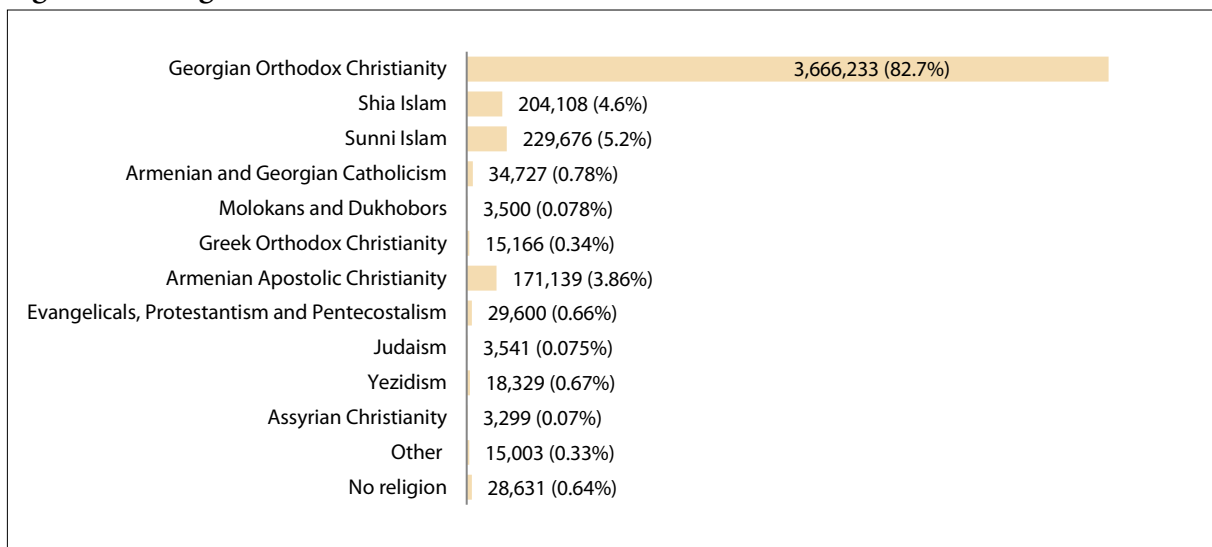 Georgian Orthodox Christianity 3,666,233 (82.7%)
Shia Islam 204,108 (4.6%)
Sunni Islam 229,676 (5.2%)
Armenian and Georgian Catholicism 34,727 (0.78%)
Molokans and Dukhobors 3,500 (0.078%)
Greek Orthodox Christianity 15,166 (0.34%)
Armenian Apostolic Christianity 171,139 (3.86%)
Evangelicals, Protestantism and Pentecostalism 29,600 (0.66%)
Judaism 3,541 (0.075%)
Yezidism 18,329 (0.67%)
Assyrian Christianity 3,299 (0.07%)
Other 15,003 (0.33%)
No religion 28,631 (0.64%)